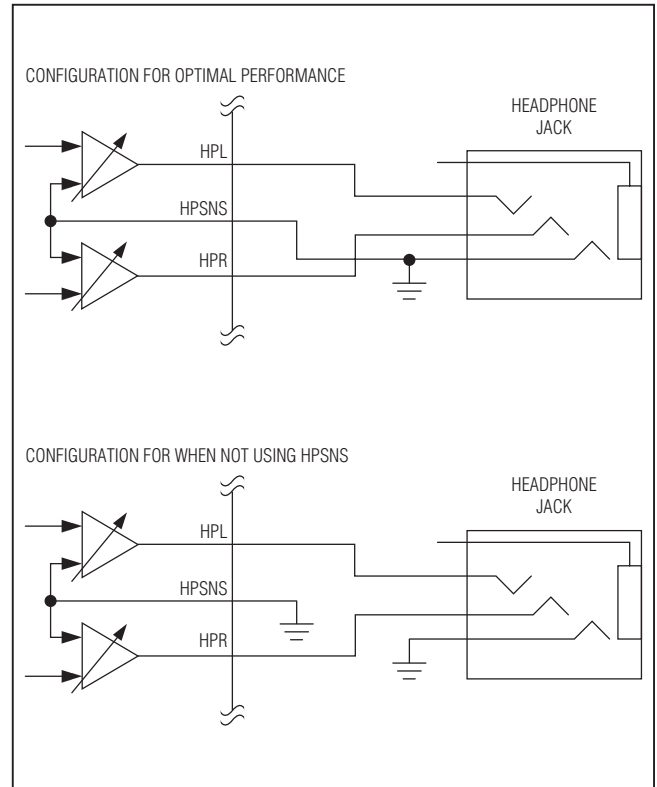 CONFIGURATION FOR OPTIMAL PERFORMANCE
HEADPHONE
JACK
HPL
HPSNS
HPR
CONFIGURATION FOR WHEN NOT USING HPSNS
HEADPHONE
JACK
HPL
HPSNS
HPR